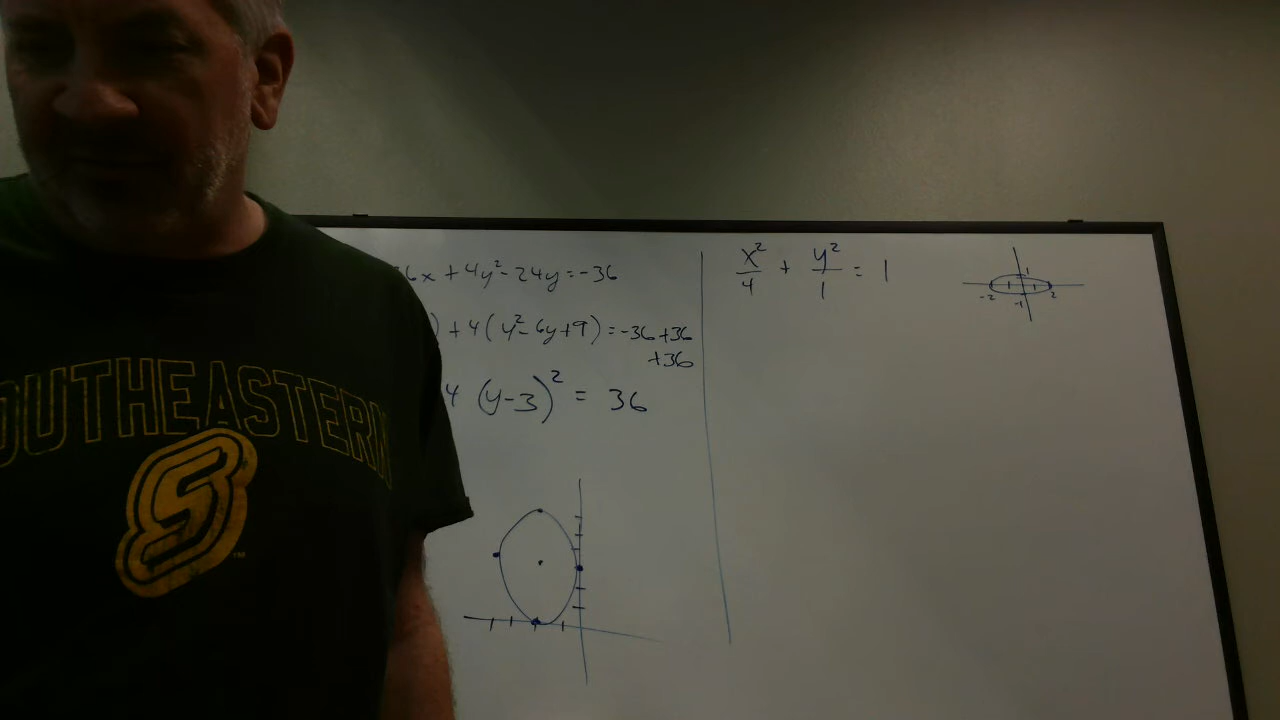 SOUTHEASTERN
S
TM
6x + 4y² - 24y = -36
) + 4(y² - 6y + 9) = -36 + 36
+36
4 (y-3)² = 36
x²/4 + y²/1 = 1
1
-2 2
-1